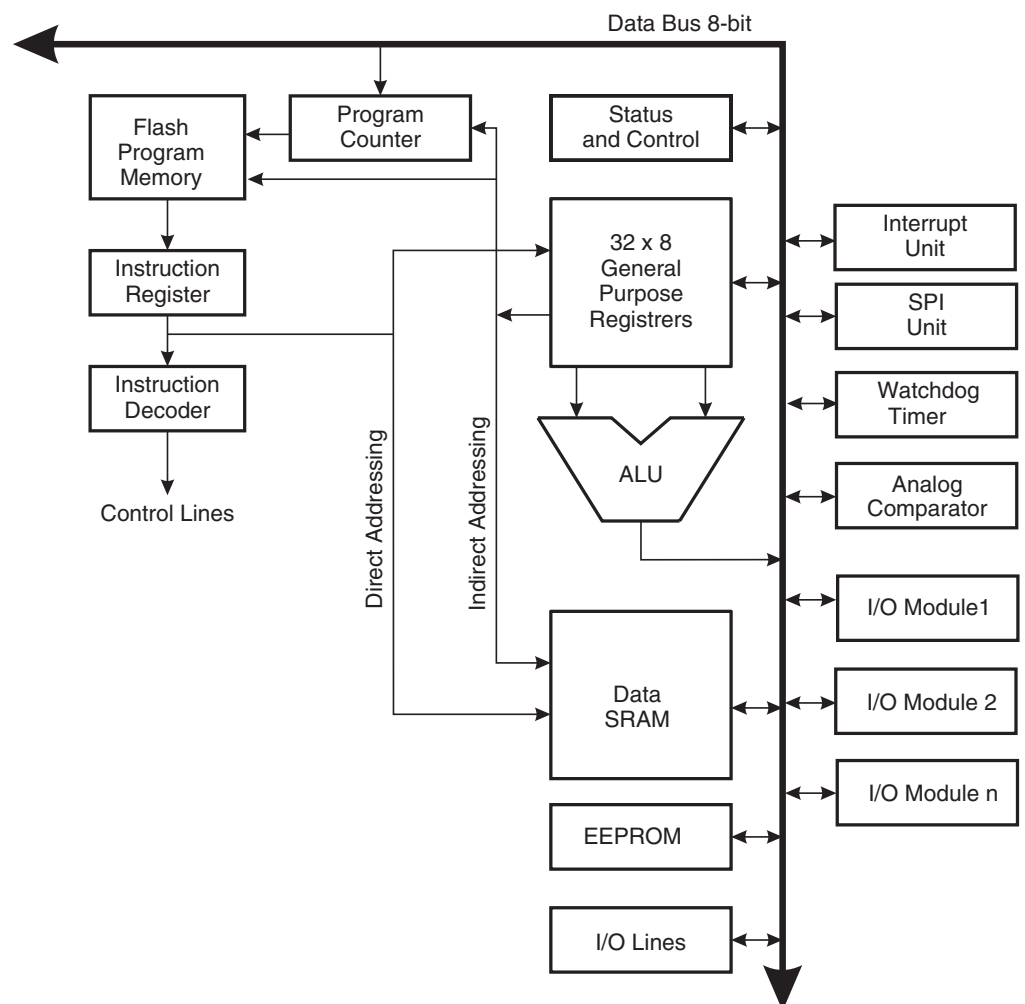 Data Bus 8-bit
Flash
Program
Memory
Program
Counter
Status
and Control
32 x 8
General
Purpose
Registrers
Interrupt
Unit
Instruction
Register
SPI
Unit
Instruction
Decoder
Watchdog
Timer
ALU
Analog
Comparator
Control Lines
Direct Addressing
Indirect Addressing
I/O Module1
Data
SRAM
I/O Module 2
I/O Module n
EEPROM
I/O Lines